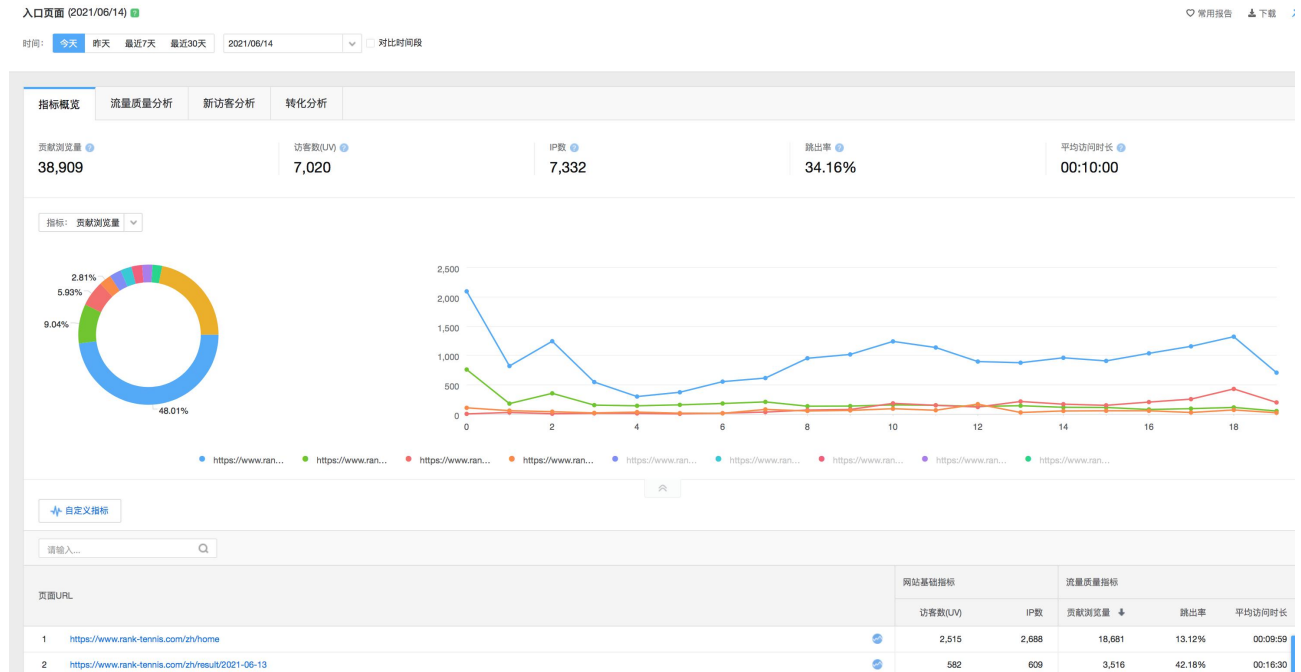 入口页面 (2021/06/14) ?
常用报告 下载
时间： 今天 昨天 最近7天 最近30天 2021/06/14 对比时间段
指标概览 流量质量分析 新访客分析 转化分析
贡献浏览量 ? 访客数(UV) ? IP数 ? 跳出率 ? 平均访问时长 ?
38,909 7,020 7,332 34.16% 00:10:00
指标： 贡献浏览量
2.81%
5.93%
9.04%
48.01%
2,500
2,000
1,500
1,000
500
0
0 2 4 6 8 10 12 14 16 18
https://www.ran... https://www.ran... https://www.ran... https://www.ran... https://www.ran... https://www.ran... https://www.ran... https://www.ran... https://www.ran...
自定义指标
请输入...
页面URL 网站基础指标 流量质量指标
访客数(UV) IP数 贡献浏览量 跳出率 平均访问时长
1 https://www.rank-tennis.com/zh/home 2,515 2,688 18,681 13.12% 00:09:59
2 https://www.rank-tennis.com/zh/result/2021-06-13 582 609 3,516 42.18% 00:16:30